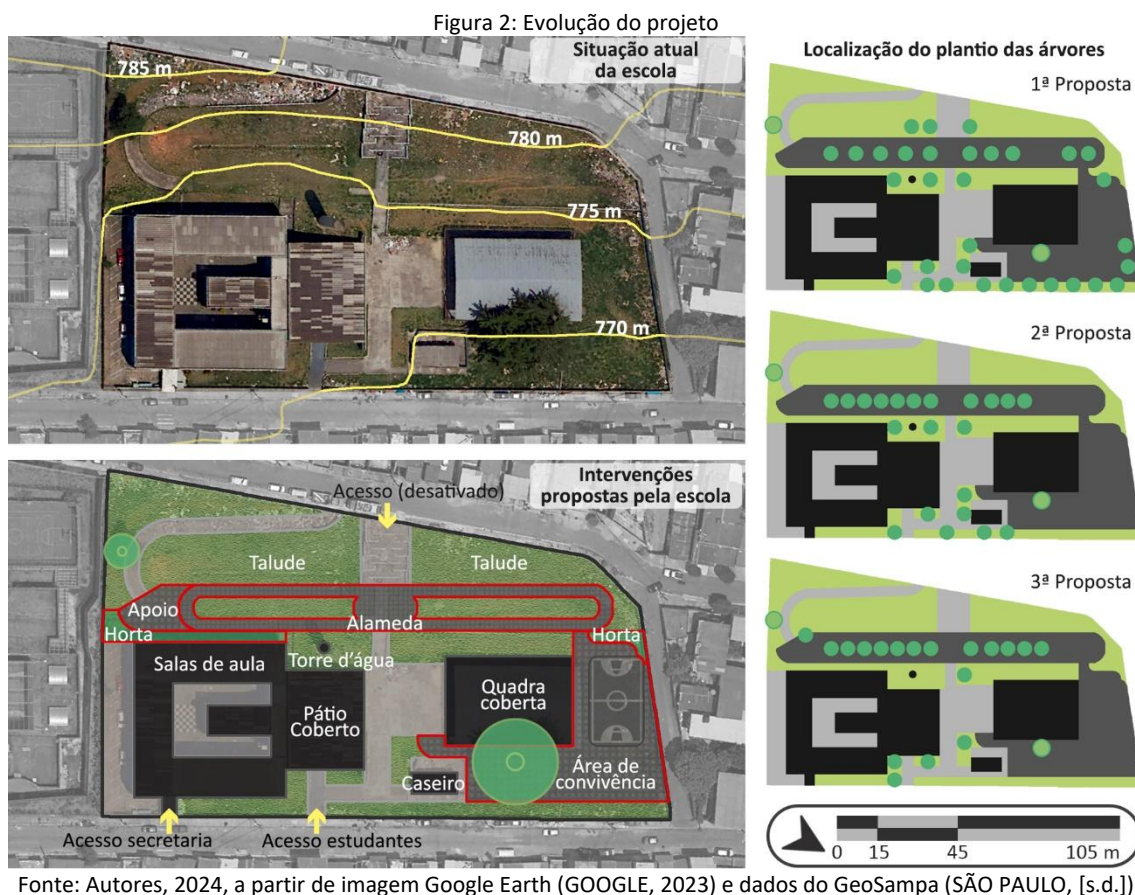 Figura 2: Evolução do projeto
Situação atual
da escola
785 m
780 m
775 m
770 m
Intervenções
propostas pela escola
Acesso (desativado)
Talude
Talude
Apoio
Alameda
Horta
Horta
Salas de aula
Torre d'água
Pátio
Coberto
Quadra
coberta
Caseiro
Área de
convivência
Acesso secretaria
Acesso estudantes
Localização do plantio das árvores
1ª Proposta
2ª Proposta
3ª Proposta
0 15 45 105 m
Fonte: Autores, 2024, a partir de imagem Google Earth (GOOGLE, 2023) e dados do GeoSampa (SÃO PAULO, [s.d.])